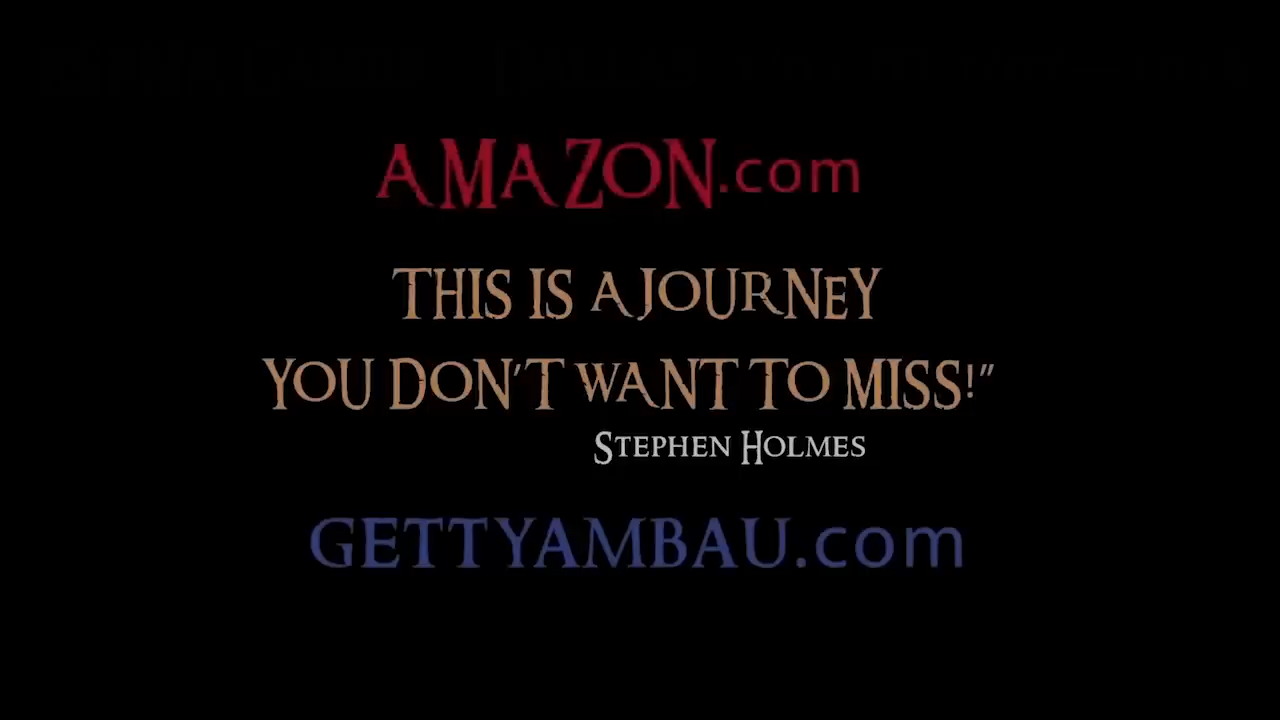 AMAZON.com
THIS IS A JOURNEY
YOU DON'T WANT TO MISS!"
STEPHEN HOLMES
GETTYAMBAU.com